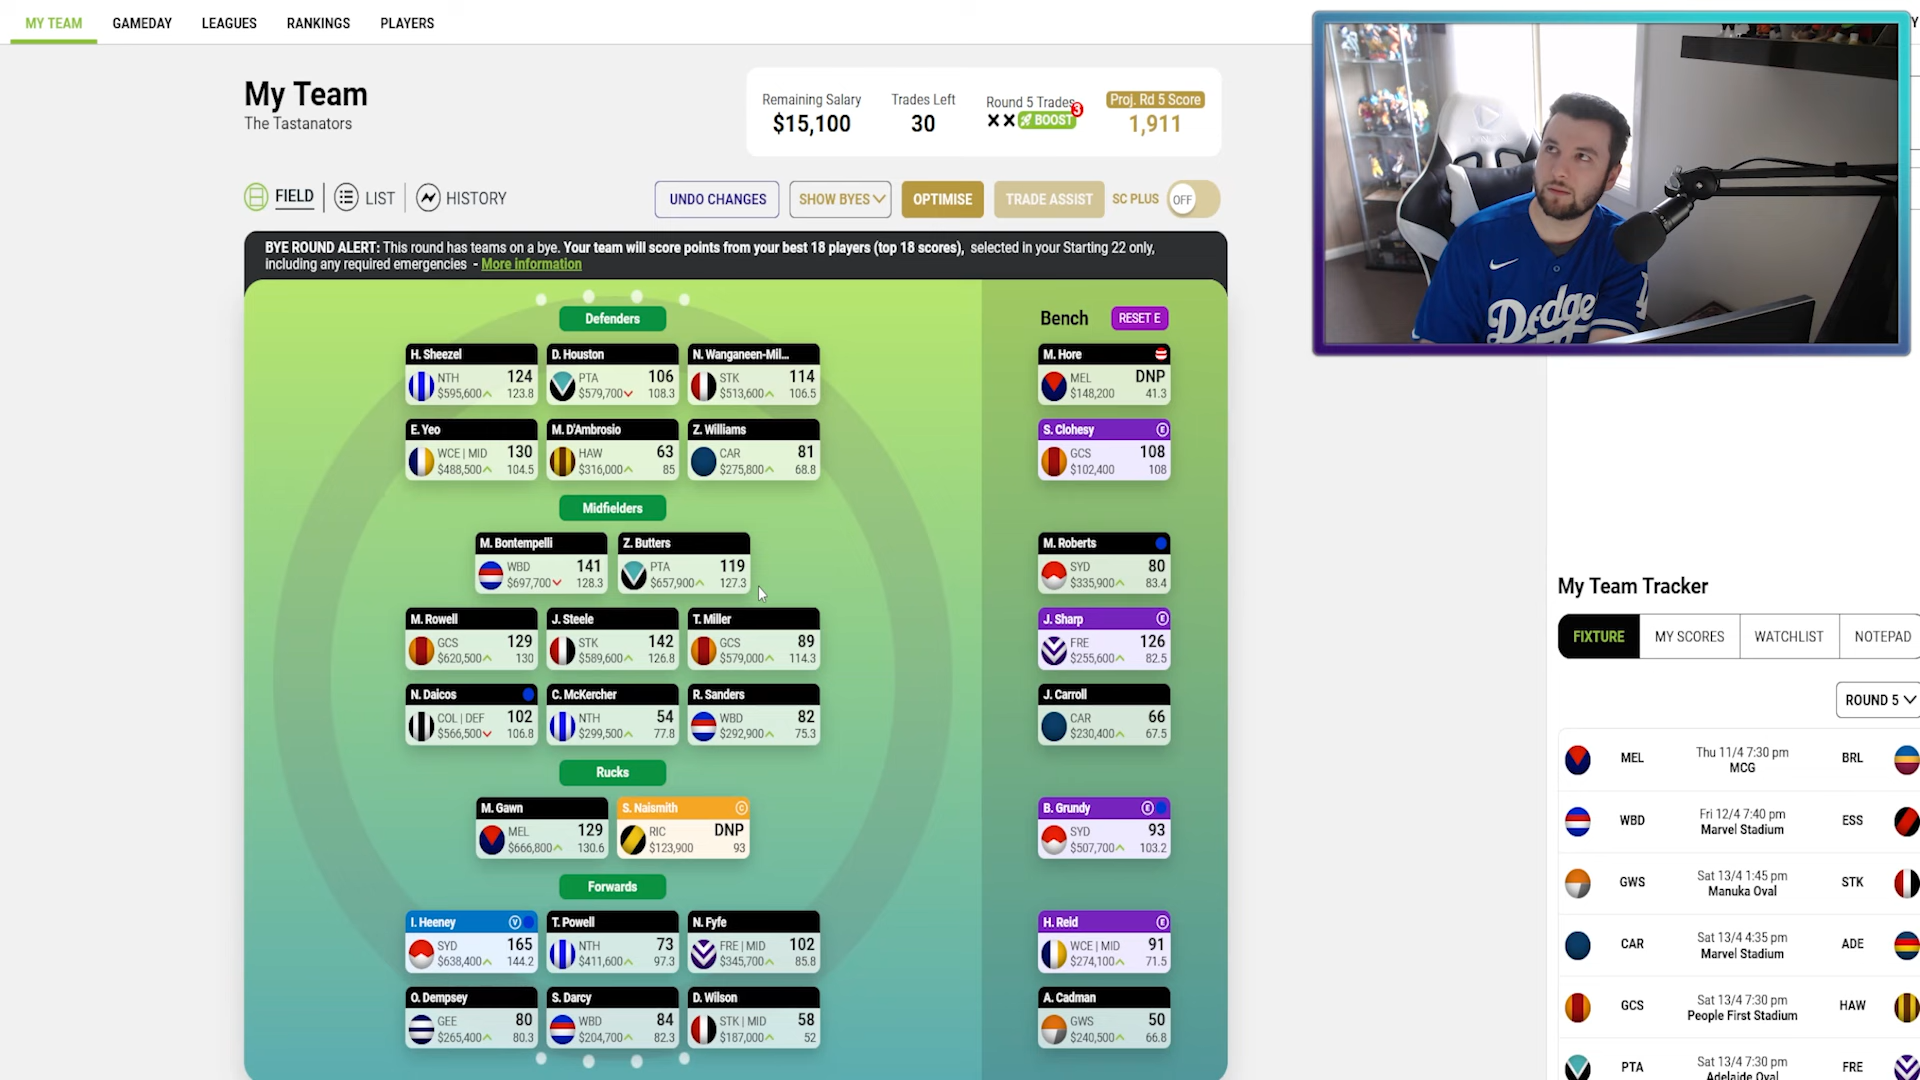 MY TEAM
GAMEDAY
LEAGUES
RANKINGS
PLAYERS
My Team
The Tastanators
Remaining Salary
$15,100
Trades Left
30
Round 5 Trades
3
BOOST
Proj. Rd 5 Score
1,911
FIELD
LIST
HISTORY
UNDO CHANGES
SHOW BYES
OPTIMISE
TRADE ASSIST
SC PLUS
OFF
BYE ROUND ALERT: This round has teams on a bye. Your team will score points from your best 18 players (top 18 scores), selected in your Starting 22 only,
including any required emergencies - More information
Defenders
Bench
RESET E
H. Sheezel
NTH 124
$595,600 123.8
D. Houston
PTA 106
$579,700 108.3
N. Wanganeen-Mil...
STK 114
$513,600 106.5
M. Hore
MEL DNP
$148,200 41.3
E. Yeo
WCE | MID 130
$488,500 104.5
M. D'Ambrosio
HAW 63
$316,000 85
Z. Williams
CAR 81
$275,800 68.8
S. Clohesy E
GCS 108
$102,400 108
Midfielders
M. Bontempelli
WBD 141
$697,700 128.3
Z. Butters
PTA 119
$657,900 127.3
M. Roberts
SYD 80
$335,900 83.4
M. Rowell
GCS 129
$620,500 130
J. Steele
STK 142
$589,600 126.8
T. Miller
GCS 89
$579,000 114.3
J. Sharp E
FRE 126
$255,600 82.5
N. Daicos
COL | DEF 102
$566,500 106.8
C. McKercher
NTH 54
$299,500 77.8
R. Sanders
WBD 82
$292,900 75.3
J. Carroll
CAR 66
$230,400 67.5
Rucks
M. Gawn
MEL 129
$666,800 130.6
S. Naismith C
RIC DNP
$123,900 93
B. Grundy E
SYD 93
$507,700 103.2
Forwards
I. Heeney V
SYD 165
$638,400 144.2
T. Powell
NTH 73
$411,600 97.3
N. Fyfe
FRE | MID 102
$345,700 85.8
H. Reid E
WCE | MID 91
$274,100 71.5
O. Dempsey
GEE 80
$265,400 80.3
S. Darcy
WBD 84
$204,700 82.3
D. Wilson
STK | MID 58
$187,000 52
A. Cadman
GWS 50
$240,500 66.8
Dodge
My Team Tracker
FIXTURE
MY SCORES
WATCHLIST
NOTEPAD
ROUND 5
MEL Thu 11/4 7:30 pm BRL
MCG
WBD Fri 12/4 7:40 pm ESS
Marvel Stadium
GWS Sat 13/4 1:45 pm STK
Manuka Oval
CAR Sat 13/4 4:35 pm ADE
Marvel Stadium
GCS Sat 13/4 7:30 pm HAW
People First Stadium
PTA Sat 13/4 7:30 pm FRE
Adelaide Oval